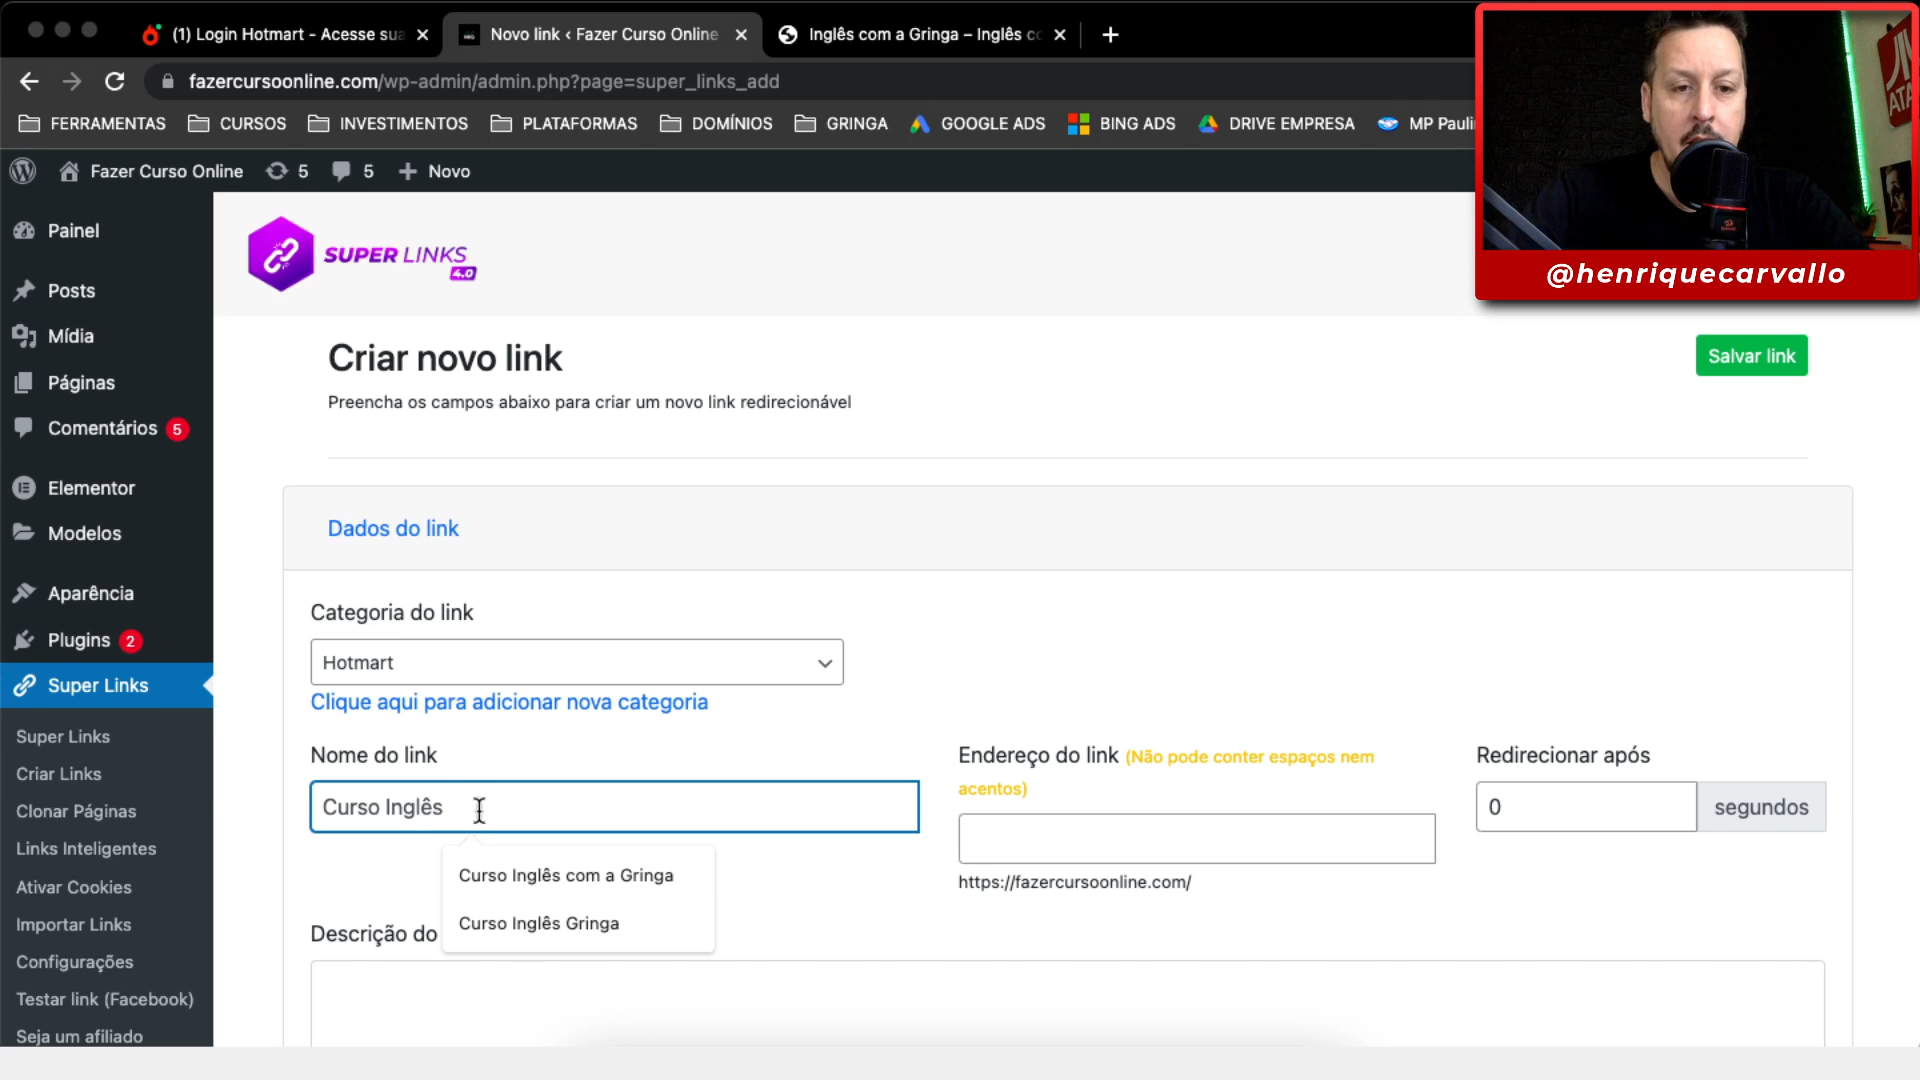 (1) Login Hotmart - Acesse sua
Novo link ‹ Fazer Curso Online
Inglês com a Gringa – Inglês co
fazercursoonline.com/wp-admin/admin.php?page=super_links_add
FERRAMENTAS CURSOS INVESTIMENTOS PLATAFORMAS DOMÍNIOS GRINGA GOOGLE ADS BING ADS DRIVE EMPRESA MP Pauli
ATA
@henriquecarvallo
Fazer Curso Online 5 5 Novo
Painel
Posts
Mídia
Páginas
Comentários 5
Elementor
Modelos
Aparência
Plugins 2
Super Links
Super Links
Criar Links
Clonar Páginas
Links Inteligentes
Ativar Cookies
Importar Links
Configurações
Testar link (Facebook)
Seja um afiliado
SUPER LINKS
4.0
Criar novo link
Salvar link
Preencha os campos abaixo para criar um novo link redirecionável
Dados do link
Categoria do link
Hotmart
Clique aqui para adicionar nova categoria
Nome do link
Curso Inglês
Curso Inglês com a Gringa
Curso Inglês Gringa
Endereço do link (Não pode conter espaços nem
acentos)
https://fazercursoonline.com/
Redirecionar após
0 segundos
Descrição do